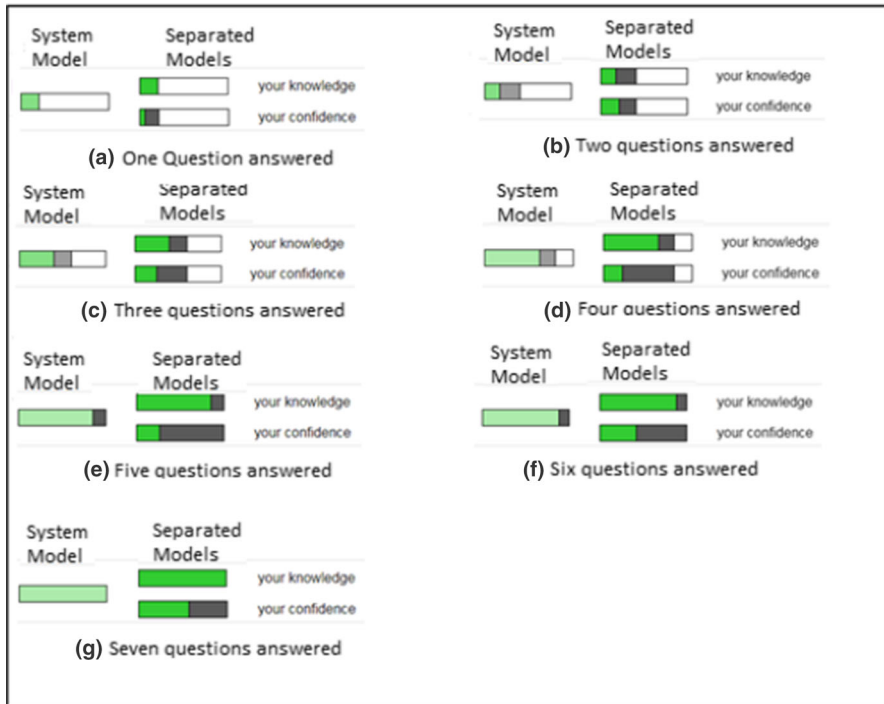 System
Model
Separated
Models
your knowledge
your confidence
(a) One Question answered
System
Model
Separated
Models
your knowledge
your confidence
(b) Two questions answered
System
Model
Separated
Models
your knowledge
your confidence
(c) Three questions answered
System
Model
Separated
Models
your knowledge
your confidence
(d) Four questions answered
System
Model
Separated
Models
your knowledge
your confidence
(e) Five questions answered
System
Model
Separated
Models
your knowledge
your confidence
(f) Six questions answered
System
Model
Separated
Models
your knowledge
your confidence
(g) Seven questions answered